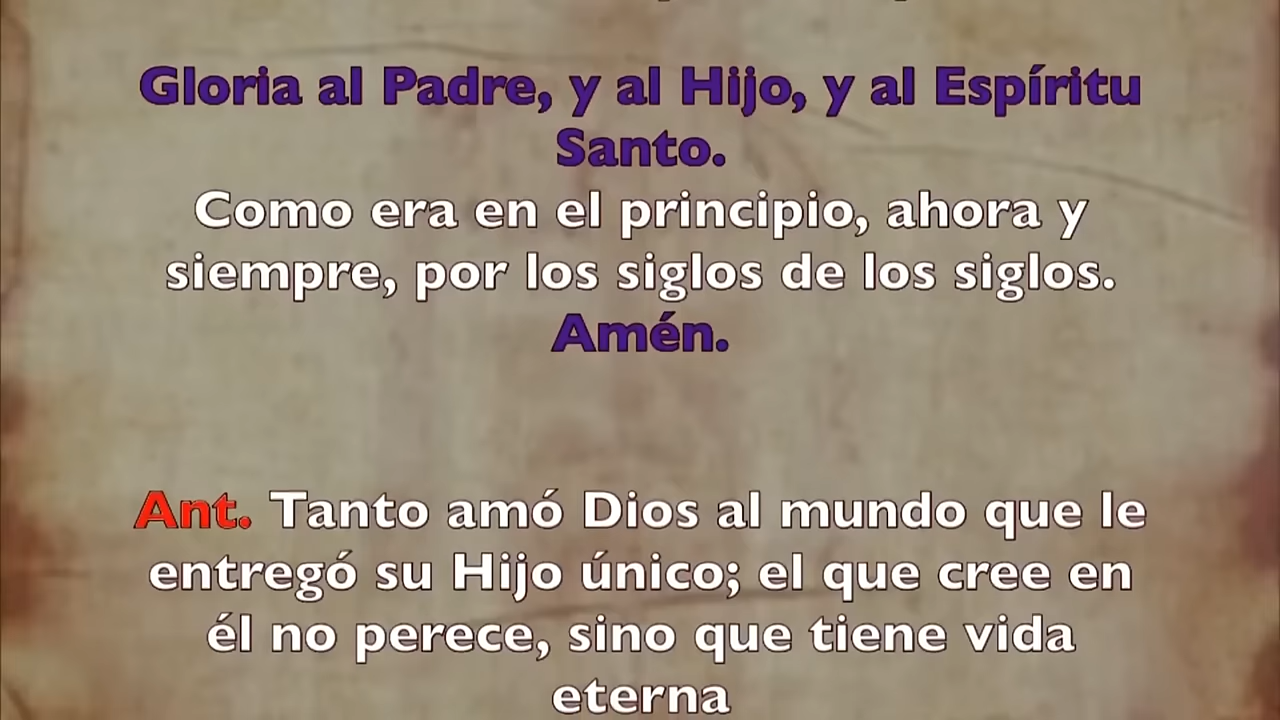 Gloria al Padre, y al Hijo, y al Espíritu
Santo.
Como era en el principio, ahora y
siempre, por los siglos de los siglos.
Amén.
Ant. Tanto amó Dios al mundo que le
entregó su Hijo único; el que cree en
él no perece, sino que tiene vida
eterna